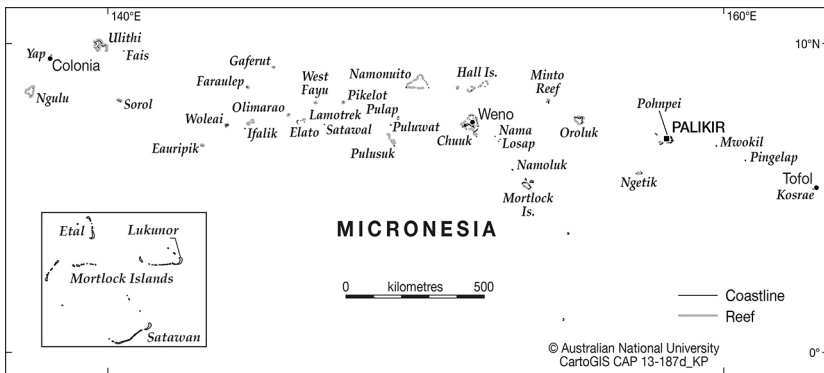 140°E
160°E
10°N
Ulithi
Yap
Fais
Colonia
Gaferut
West
Fayu
Namonuito
Hall Is.
Minto
Reef
Faraulep
Ngulu
Sorol
Pikelot
Pohnpei
Olimarao
Lamotrek
Pulap
Weno
Woleai
PALIKIR
Ifalik
Elato
Satawal
Puluwat
Nama
Oroluk
Chuuk
Losap
Mwokil
Eauripik
Pulusuk
Pingelap
Namoluk
Ngetik
Tofol
Mortlock
Is.
Kosrae
MICRONESIA
Etal
Lukunor
Mortlock Islands
Satawan
0 kilometres 500
Coastline
Reef
© Australian National University
CartoGIS CAP 13-187d_KP
0°